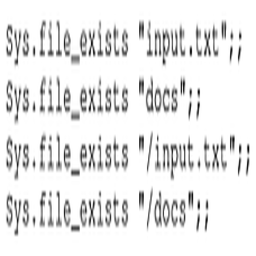 Sys.file_exists "input.txt";;
Sys.file_exists "docs";;
Sys.file_exists "/input.txt";;
Sys.file_exists "/docs";;